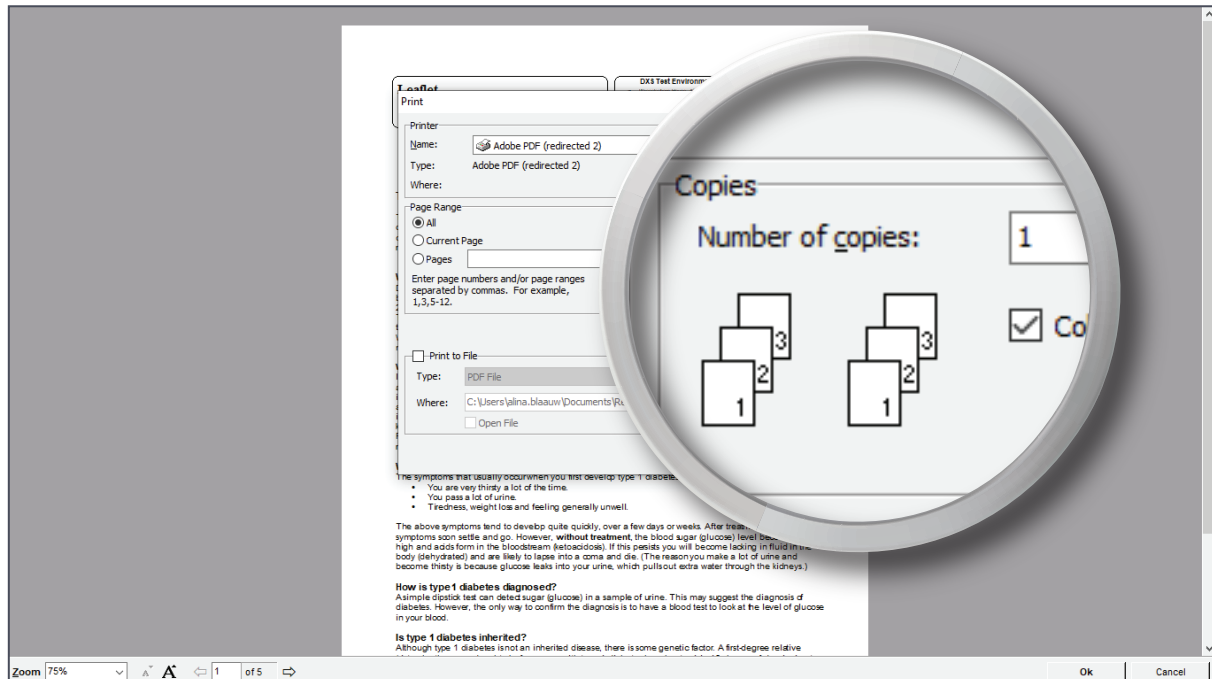 Leaflet
DXS Test Environm
Print
Printer
Name:
Adobe PDF (redirected 2)
Type:
Adobe PDF (redirected 2)
Where:
Page Range
All
Current Page
Pages
Enter page numbers and/or page ranges
separated by commas. For example,
1,3,5-12.
Print to File
Type:
PDF File
Where:
C:\Users\alina.blaauw\Documents\Re
Open File
Copies
Number of copies:
1
Co
3 3
2 2
1 1
The symptoms that usually occur when you first develop type 1 diabetes
• You are very thirsty a lot of the time.
• You pass a lot of urine.
• Tiredness, weight loss and feeling generally unwell.
The above symptoms tend to develop quite quickly, over a few days or weeks. After
symptoms soon settle and go. However, without treatment, the blood sugar (glucose) level
high and acids form in the bloodstream (ketoacidosis). If this persists you will become lacking in fluid in
body (dehydrated) and are likely to lapse into a coma and die. (The reason you make a lot of urine and
become thirsty is because glucose leaks into your urine, which pulls out extra water through the kidneys.)
How is type 1 diabetes diagnosed?
A simple dipstick test can detect sugar (glucose) in a sample of urine. This may suggest the diagnosis of
diabetes. However, the only way to confirm the diagnosis is to have a blood test to look at the level of glucose
in your blood.
Is type 1 diabetes inherited?
Although type 1 diabetes is not an inherited disease, there is some genetic factor. A first-degree relative
Zoom 75% A A 1 of 5
Ok Cancel